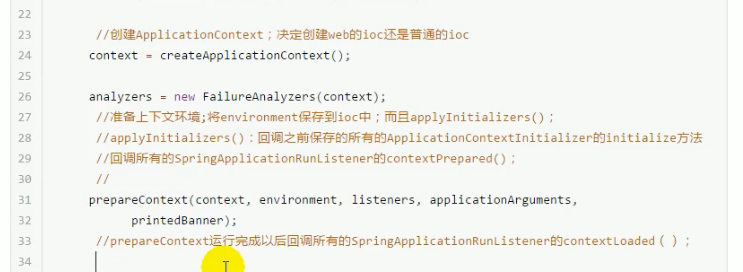 22
23 //创建ApplicationContext；决定创建web的ioc还是普通的ioc
24 context = createApplicationContext();
25
26 analyzers = new FailureAnalyzers(context);
27 //准备上下文环境;将environment保存到ioc中；而且applyInitializers()；
28 //applyInitializers()：回调之前保存的所有的ApplicationContextInitializer的initialize方法
29 //回调所有的SpringApplicationRunListener的contextPrepared()；
30 //
31 prepareContext(context, environment, listeners, applicationArguments,
32 printedBanner);
33 //prepareContext运行完成以后回调所有的SpringApplicationRunListener的contextLoaded（）；
34